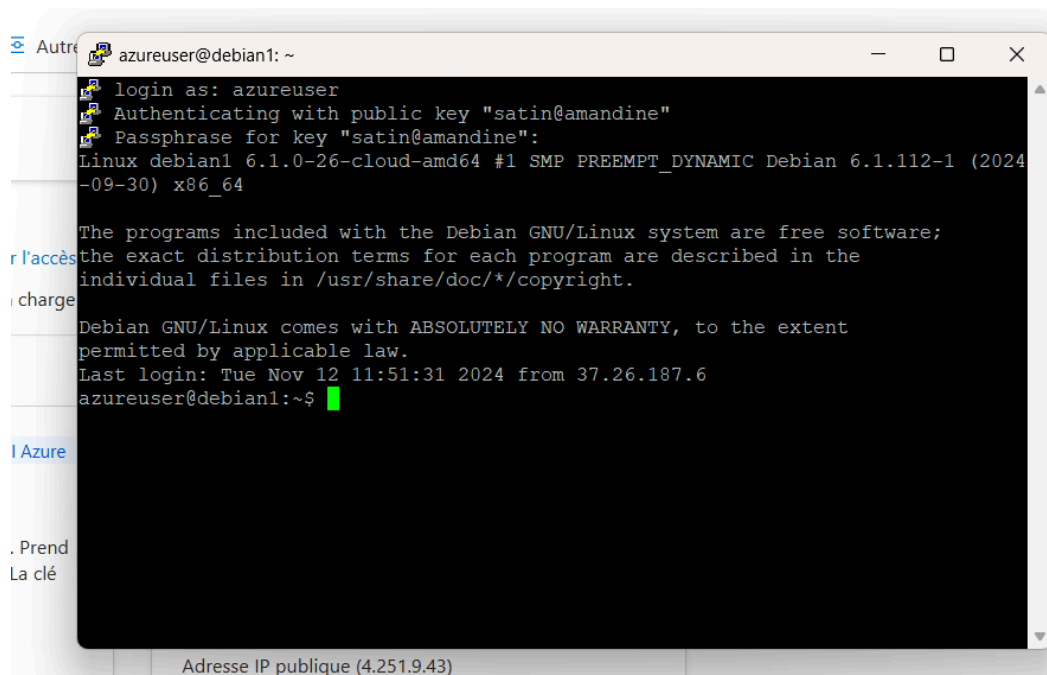 Autre
azureuser@debian1: ~
login as: azureuser
Authenticating with public key "satin@amandine"
Passphrase for key "satin@amandine":
Linux debian1 6.1.0-26-cloud-amd64 #1 SMP PREEMPT_DYNAMIC Debian 6.1.112-1 (2024
-09-30) x86_64
The programs included with the Debian GNU/Linux system are free software;
r l'accès
the exact distribution terms for each program are described in the
individual files in /usr/share/doc/*/copyright.
charge
Debian GNU/Linux comes with ABSOLUTELY NO WARRANTY, to the extent
permitted by applicable law.
Last login: Tue Nov 12 11:51:31 2024 from 37.26.187.6
azureuser@debian1:~$
l Azure
. Prend
La clé
Adresse IP publique (4.251.9.43)